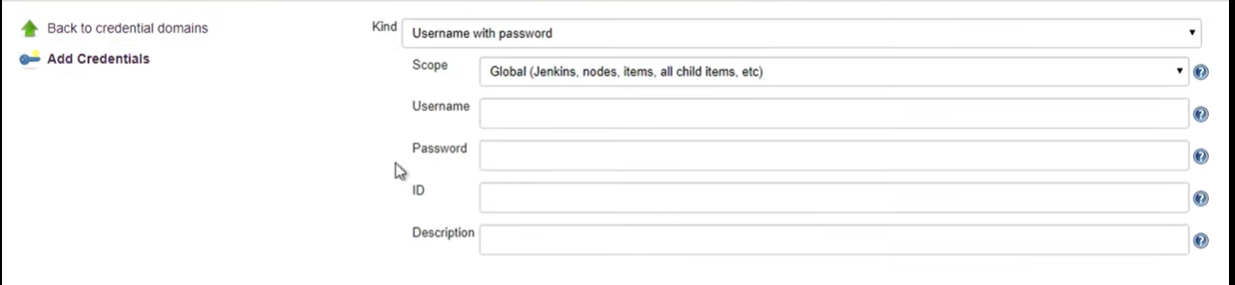 Back to credential domains
Add Credentials
Kind Username with password
Scope Global (Jenkins, nodes, items, all child items, etc)
Username
Password
ID
Description